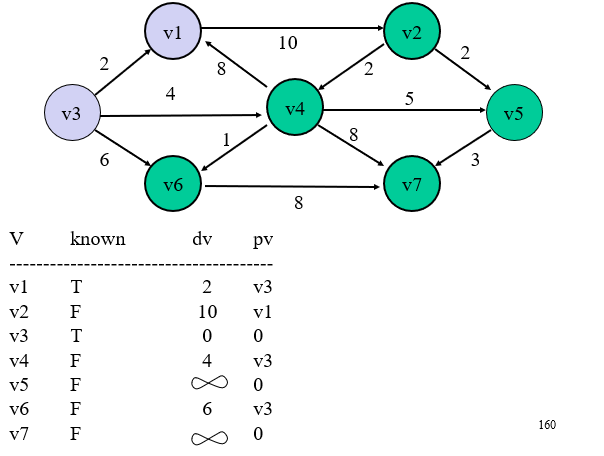 v1
10
v2
2
8
2
2
4
v3
v4
5
v5
6
1
8
3
v6
8
v7
V known dv pv
---------------------------------------
v1 T 2 v3
v2 F 10 v1
v3 T 0 0
v4 F 4 v3
v5 F ∞ 0
v6 F 6 v3
v7 F ∞ 0
160